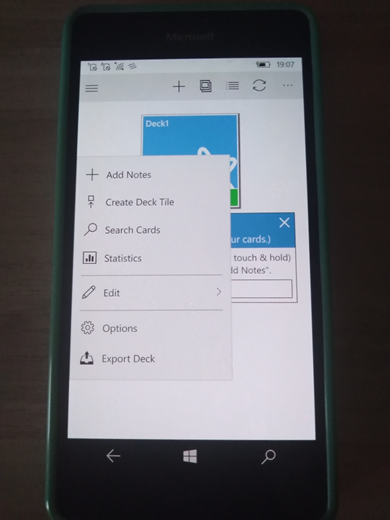 Microsoft
19:07
Deck1
Add Notes
Create Deck Tile
Search Cards
Statistics
Edit
Options
Export Deck
ur cards.)
touch & hold)
dd Notes".